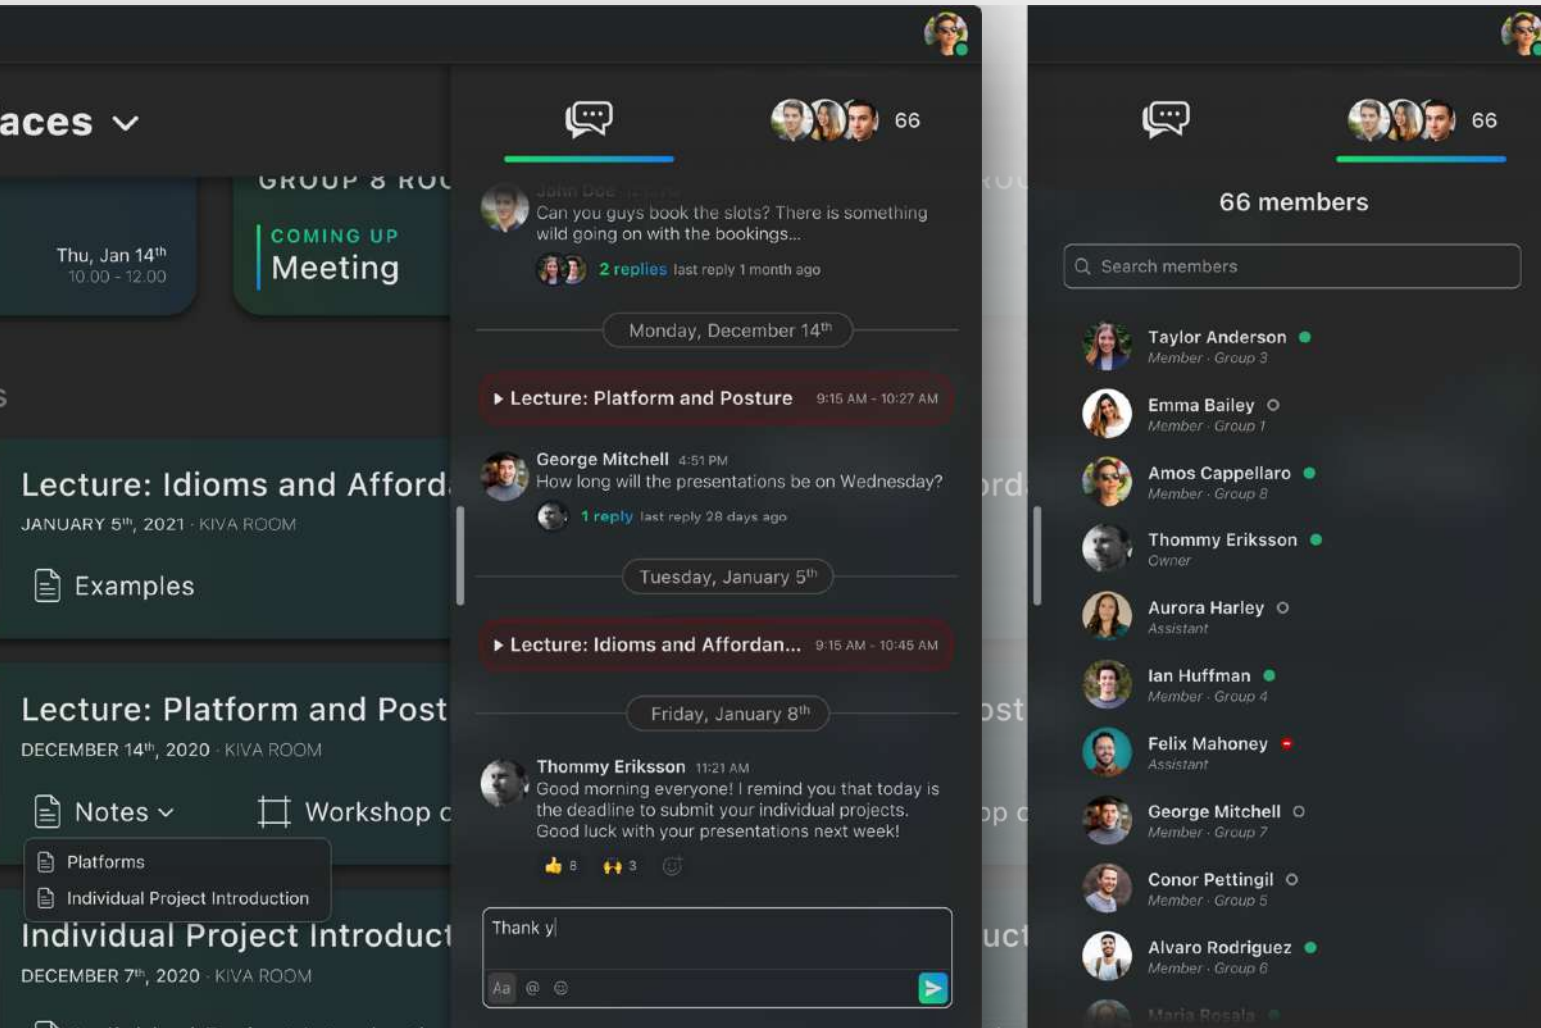 aces
GROUP 8 ROO
Thu, Jan 14th
10.00 - 12.00
COMING UP
Meeting
s
Lecture: Idioms and Afford
JANUARY 5th, 2021 · KIVA ROOM
Examples
Lecture: Platform and Post
DECEMBER 14th, 2020 · KIVA ROOM
Notes
Workshop c
Platforms
Individual Project Introduction
Individual Project Introduct
DECEMBER 7th, 2020 · KIVA ROOM
66
John Doe
Can you guys book the slots? There is something
wild going on with the bookings...
2 replies last reply 1 month ago
Monday, December 14th
Lecture: Platform and Posture 9:15 AM - 10:27 AM
George Mitchell 4:51 PM
How long will the presentations be on Wednesday?
1 reply last reply 28 days ago
Tuesday, January 5th
Lecture: Idioms and Affordan... 9:15 AM - 10:45 AM
Friday, January 8th
Thommy Eriksson 11:21 AM
Good morning everyone! I remind you that today is
the deadline to submit your individual projects.
Good luck with your presentations next week!
8 3
Thank y
Aa @
ord
ost
op c
uct
66
66 members
Search members
Taylor Anderson
Member · Group 3
Emma Bailey
Member · Group 1
Amos Cappellaro
Member · Group 8
Thommy Eriksson
Owner
Aurora Harley
Assistant
Ian Huffman
Member · Group 4
Felix Mahoney
Assistant
George Mitchell
Member · Group 7
Conor Pettingil
Member · Group 5
Alvaro Rodriguez
Member · Group 6
Maria Rosala